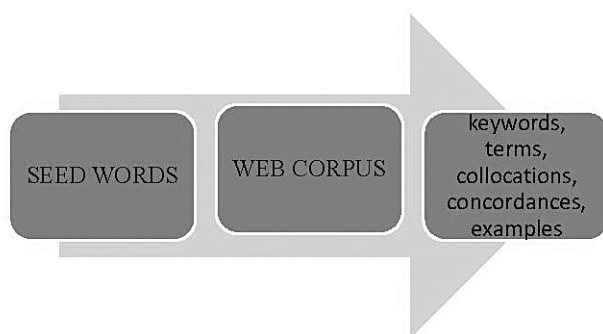 SEED WORDS
WEB CORPUS
keywords,
terms,
collocations,
concordances,
examples